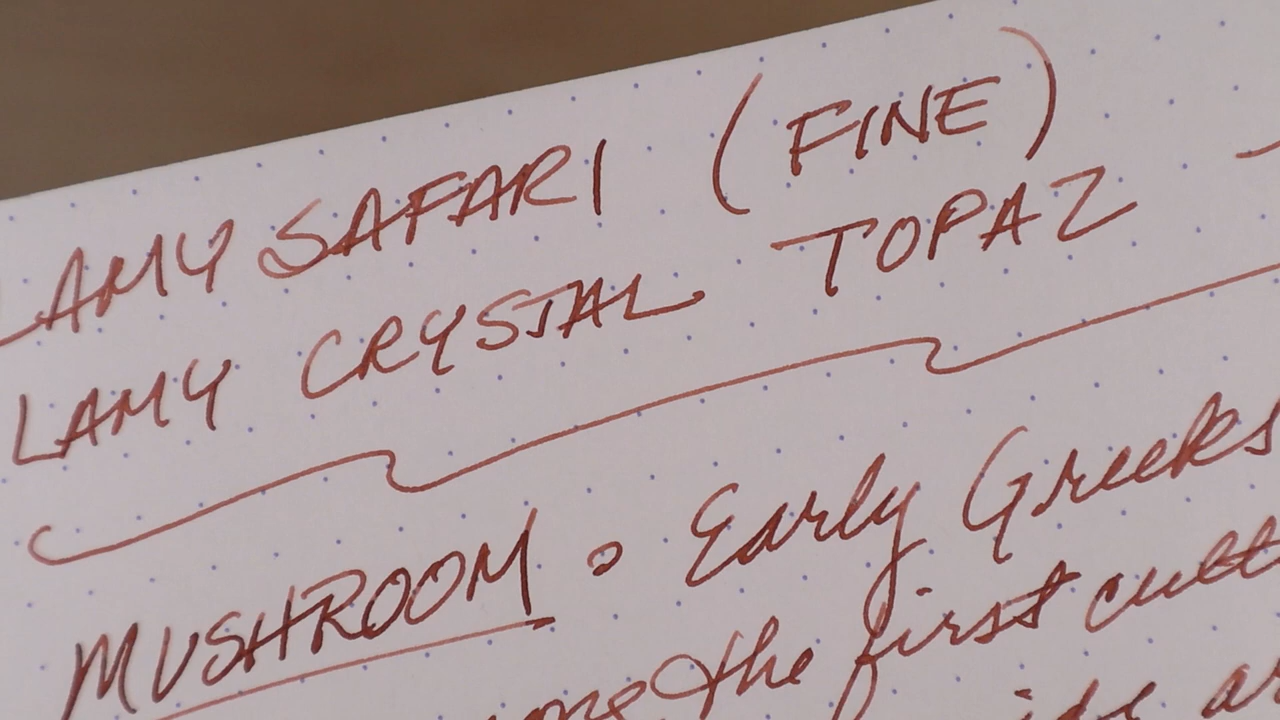 LAMY SAFARI (FINE)
LAMY CRYSTAL TOPAZ
MUSHROOM • Early Greeks
the first